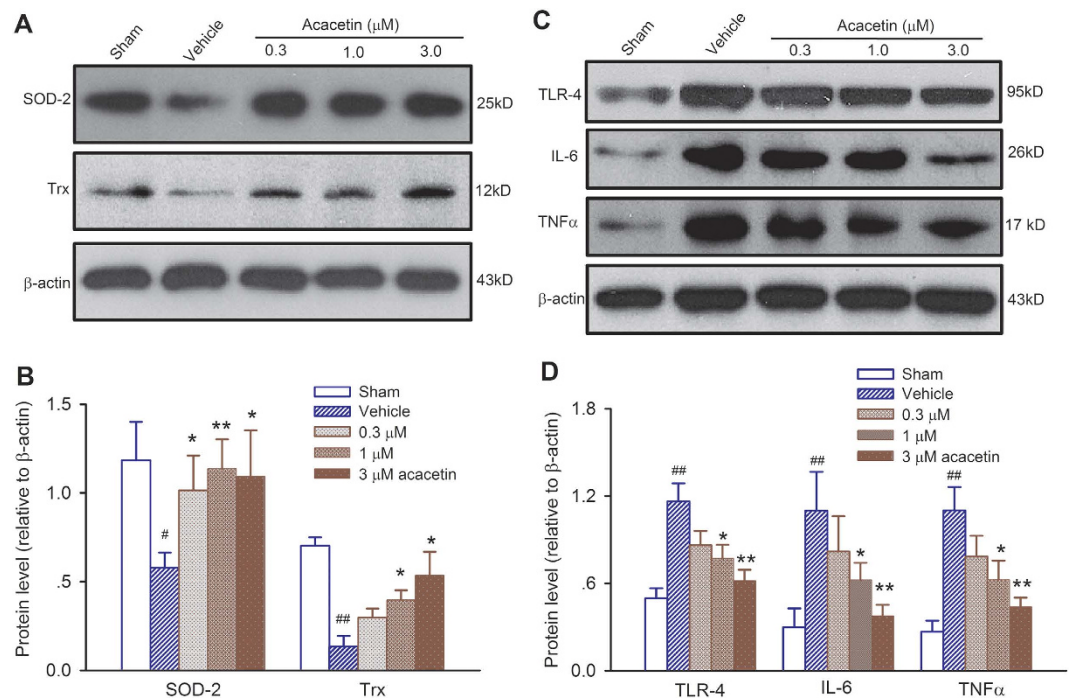 A
Sham
Vehicle
Acacetin (μM)
0.3 1.0 3.0
SOD-2
25kD
Trx
12kD
β-actin
43kD
C
Sham
Vehicle
Acacetin (μM)
0.3 1.0 3.0
TLR-4
95kD
IL-6
26kD
TNFα
17 kD
β-actin
43kD
B
Protein level (relative to β-actin)
1.5
1.0
.5
0.0
Sham
Vehicle
0.3 μM
1 μM
3 μM acacetin
# * ** *
## * *
SOD-2 Trx
D
Protein level (relative to β-actin)
1.8
1.2
.6
0.0
Sham
Vehicle
0.3 μM
1 μM
3 μM acacetin
## * **
## * **
## * **
TLR-4 IL-6 TNFα